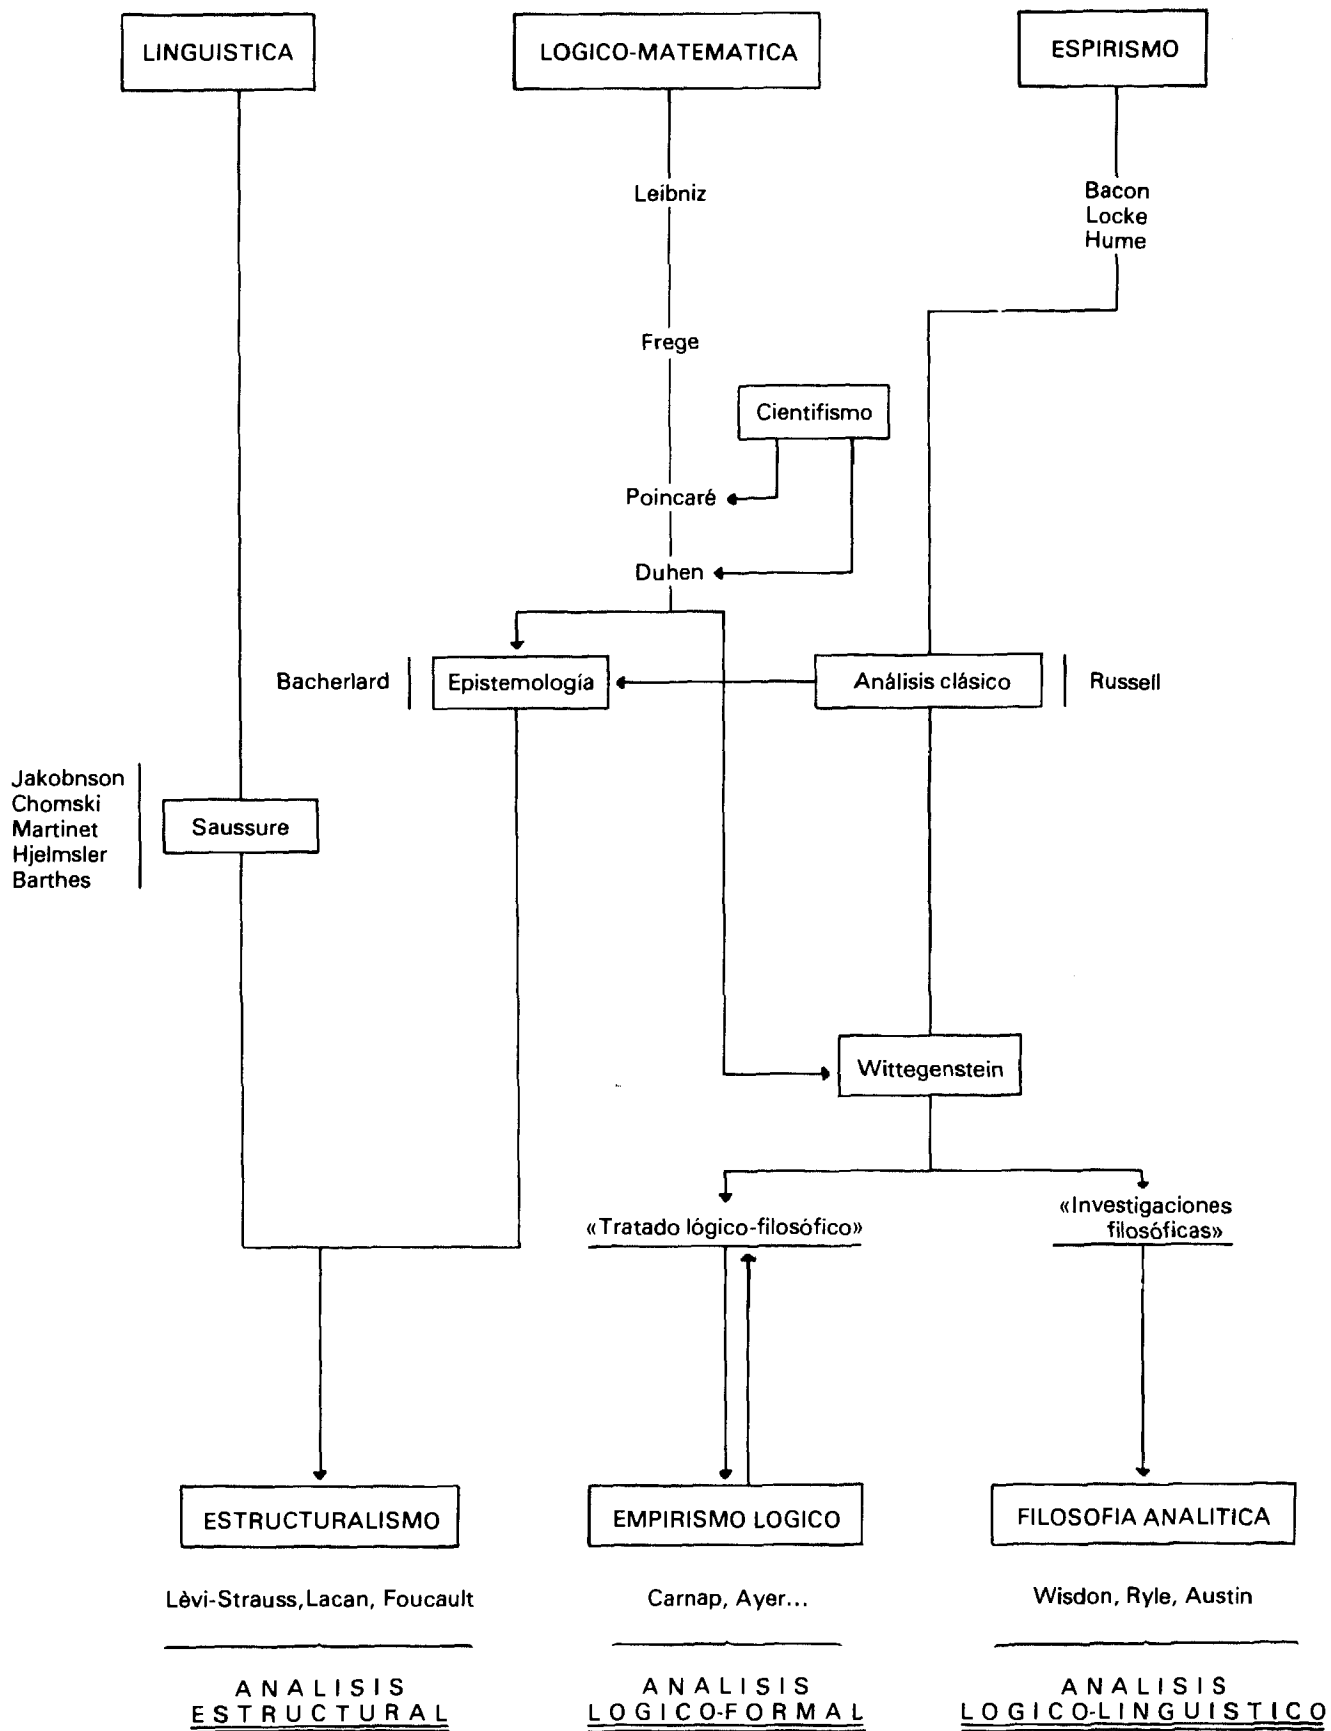 LINGUISTICA
LOGICO-MATEMATICA
ESPIRISMO
Leibniz
Bacon
Locke
Hume
Frege
Cientifismo
Poincaré
Duhen
Bacherlard
Epistemología
Análisis clásico
Russell
Jakobnson
Chomski
Martinet
Hjelmsler
Barthes
Saussure
Wittegenstein
«Tratado lógico-filosófico»
«Investigaciones
filosóficas»
ESTRUCTURALISMO
EMPIRISMO LOGICO
FILOSOFIA ANALITICA
Lèvi-Strauss, Lacan, Foucault
Carnap, Ayer...
Wisdon, Ryle, Austin
ANALISIS
ESTRUCTURAL
ANALISIS
LOGICO-FORMAL
ANALISIS
LOGICO-LINGUISTICO